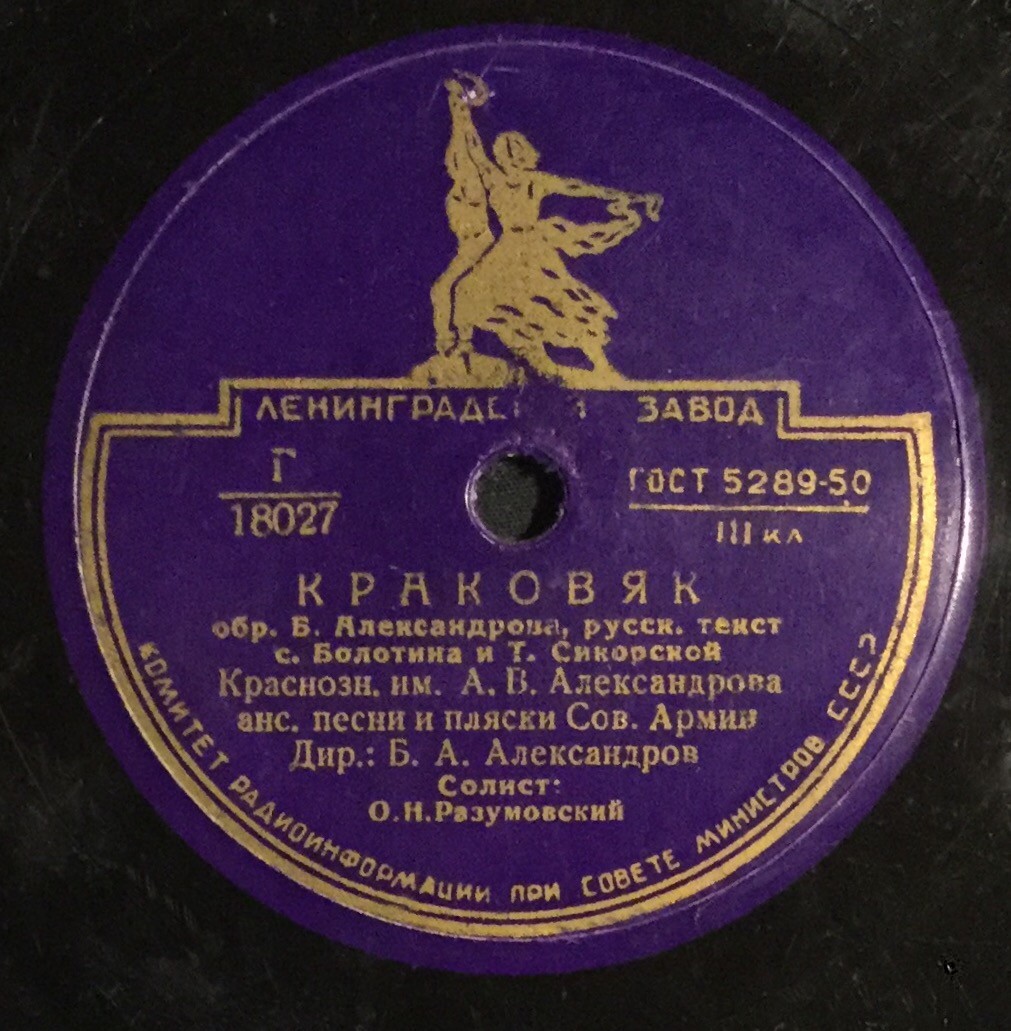 ЗАВОД
Г
18027
ГОСТ 5289-50
III кл
КРАКОВЯК
обр. Б. Александрова, русск. текст
с. Болотина и Т. Сикорской
Краснозн. им. А. В. Александрова
анс. песни и пляски Сов. Армии
Дир.: Б. А. Александров
Солист:
О.Н.Разумовский
КОМИТЕТ РАДИОИНФОРМАЦИИ ПРИ СОВЕТЕ МИНИСТРОВ СССР